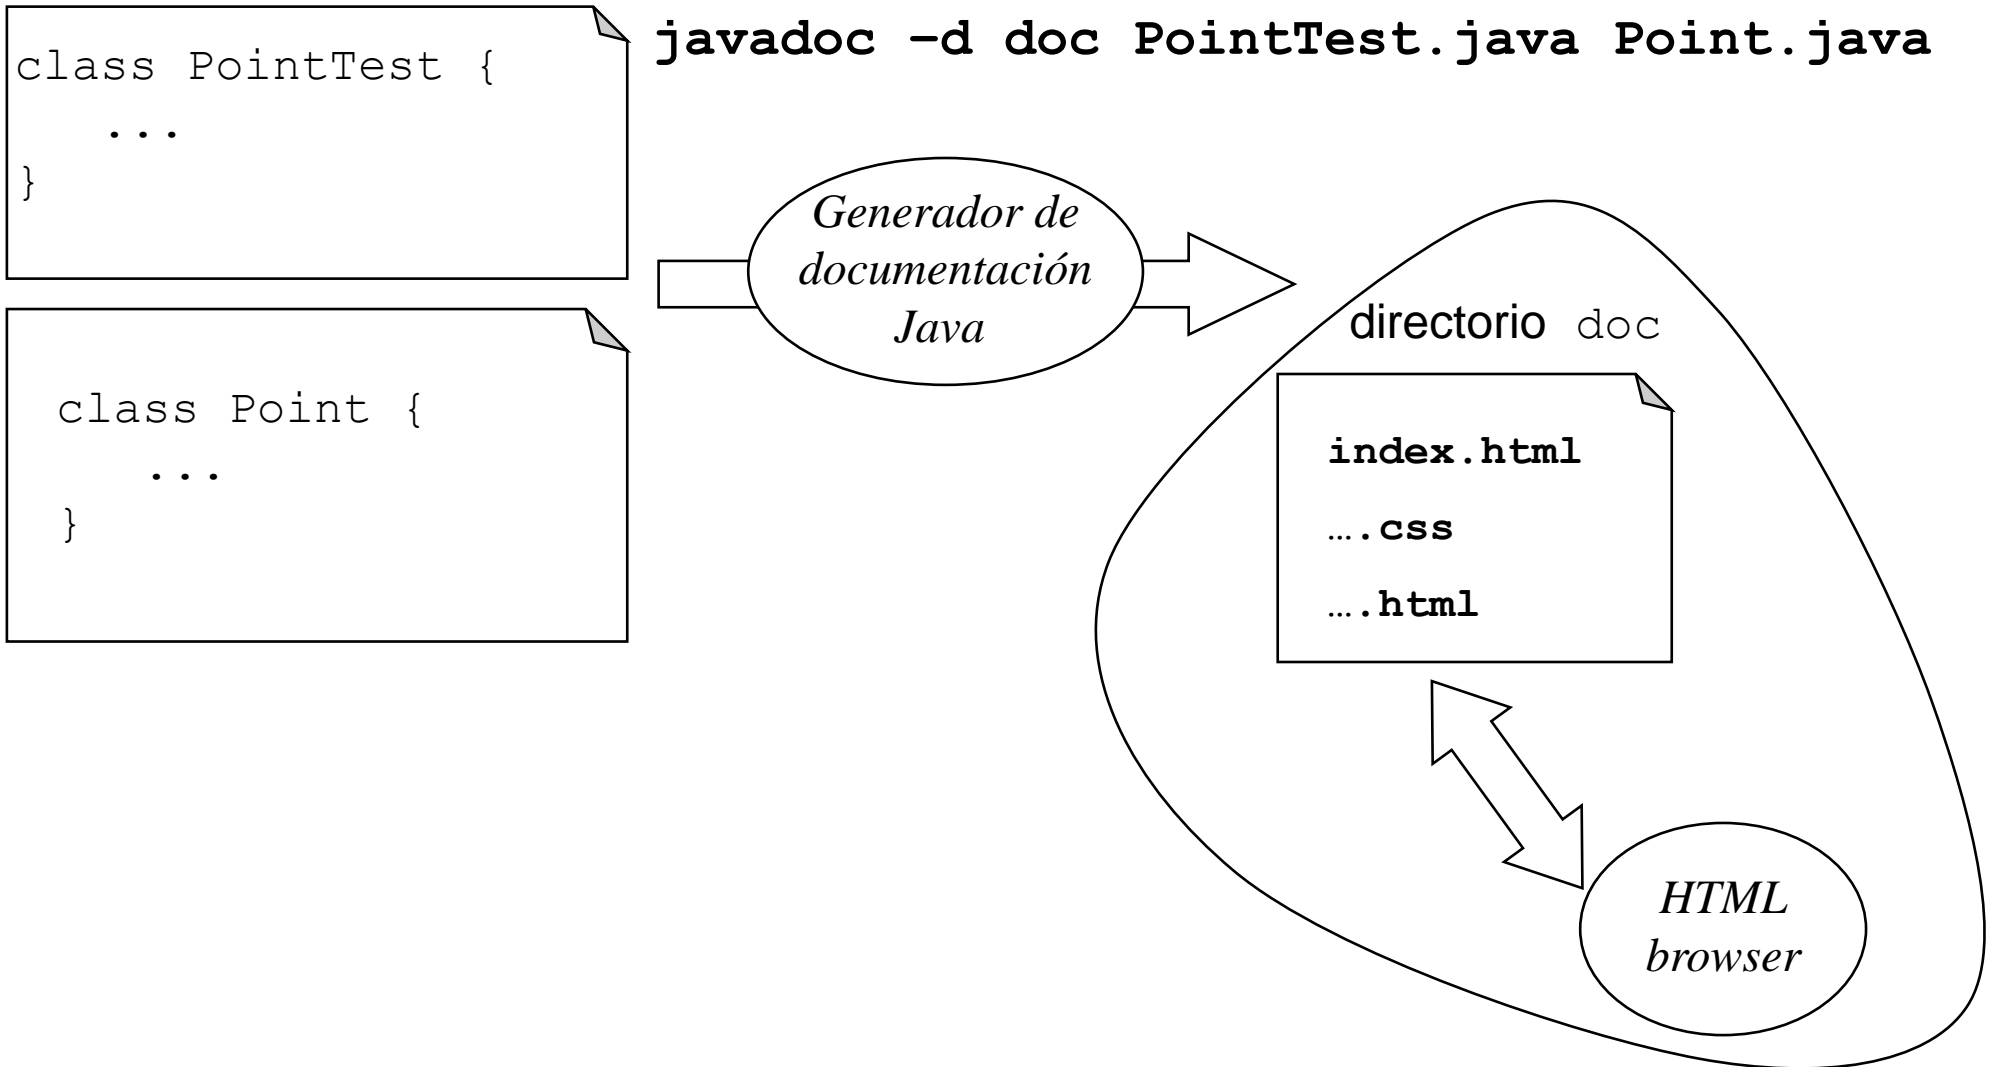 javadoc –d doc PointTest.java Point.java
class PointTest {
...
}
class Point {
...
}
Generador de
documentación
Java
directorio doc
index.html
….css
….html
HTML
browser